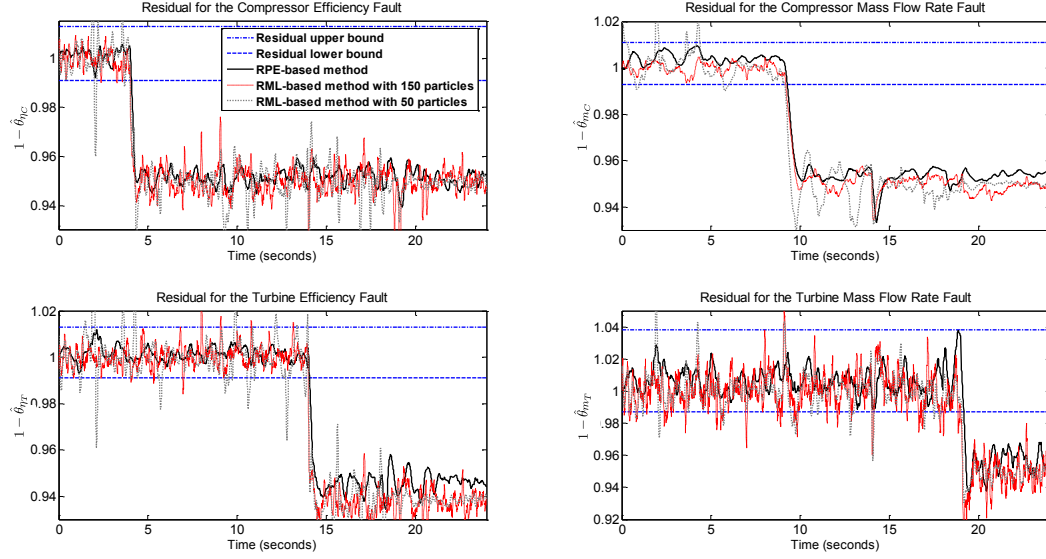 Residual for the Compressor Efficiency Fault
1
0.98
0.96
0.94
0
5
10
15
20
1 − θ̂ηC
Time (seconds)
Residual upper bound
Residual lower bound
RPE-based method
RML-based method with 150 particles
RML-based method with 50 particles
Residual for the Compressor Mass Flow Rate Fault
1.02
1
0.98
0.96
0.94
0
5
10
15
20
1 − θ̂mC
Time (seconds)
Residual for the Turbine Efficiency Fault
1.02
1
0.98
0.96
0.94
0
5
10
15
20
1 − θ̂ηT
Time (seconds)
Residual for the Turbine Mass Flow Rate Fault
1.04
1.02
1
0.98
0.96
0.94
0.92
0
5
10
15
20
1 − θ̂mT
Time (seconds)